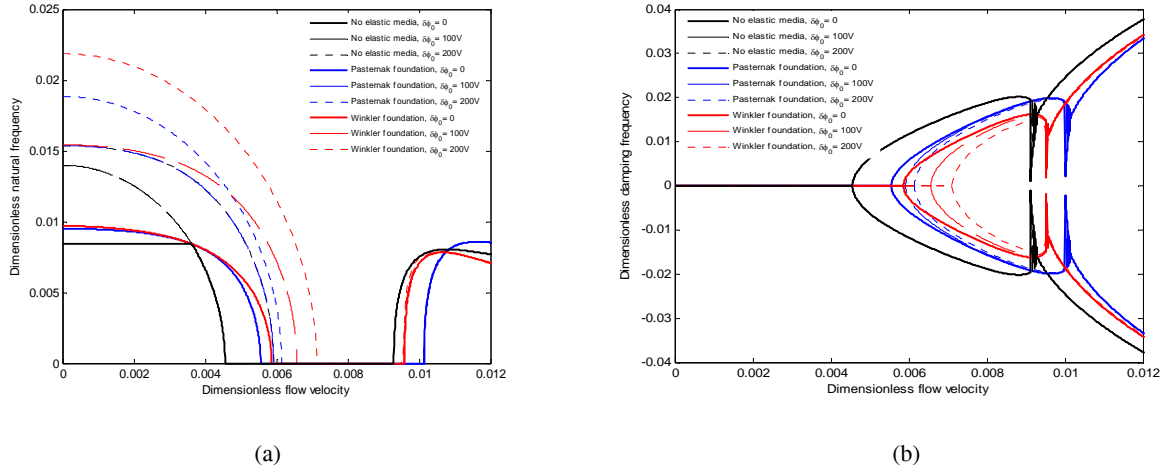 No elastic media, δϕ₀= 0
No elastic media, δϕ₀= 100V
No elastic media, δϕ₀= 200V
Pasternak foundation, δϕ₀= 0
Pasternak foundation, δϕ₀= 100V
Pasternak foundation, δϕ₀= 200V
Winkler foundation, δϕ₀= 0
Winkler foundation, δϕ₀= 100V
Winkler foundation, δϕ₀= 200V
0.025
0.02
0.015
0.01
0.005
0
Dimensionless natural frequency
0 0.002 0.004 0.006 0.008 0.01 0.012
Dimensionless flow velocity
(a)
No elastic media, δϕ₀= 0
No elastic media, δϕ₀= 100V
No elastic media, δϕ₀= 200V
Pasternak foundation, δϕ₀= 0
Pasternak foundation, δϕ₀= 100V
Pasternak foundation, δϕ₀= 200V
Winkler foundation, δϕ₀= 0
Winkler foundation, δϕ₀= 100V
Winkler foundation, δϕ₀= 200V
0.04
0.03
0.02
0.01
0
-0.01
-0.02
-0.03
-0.04
Dimensionless damping frequency
0 0.002 0.004 0.006 0.008 0.01 0.012
Dimensionless flow velocity
(b)